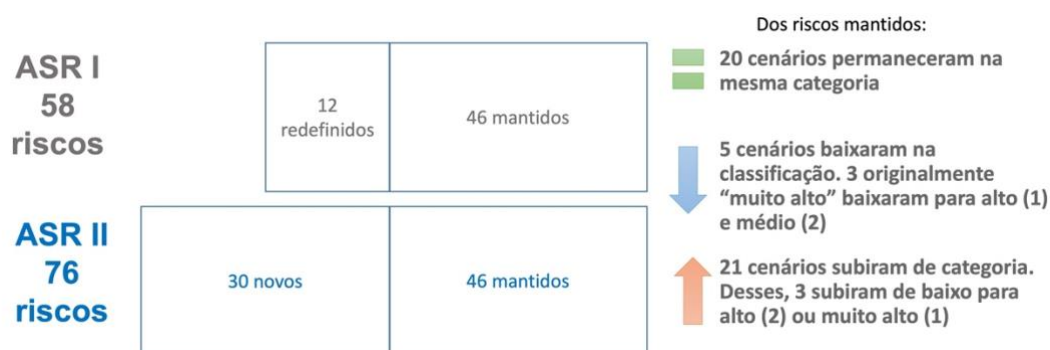 ASR I
58
riscos
12
redefinidos
46 mantidos
ASR II
76
riscos
30 novos
46 mantidos
Dos riscos mantidos:
20 cenários permaneceram na
mesma categoria
5 cenários baixaram na
classificação. 3 originalmente
“muito alto” baixaram para alto (1)
e médio (2)
21 cenários subiram de categoria.
Desses, 3 subiram de baixo para
alto (2) ou muito alto (1)